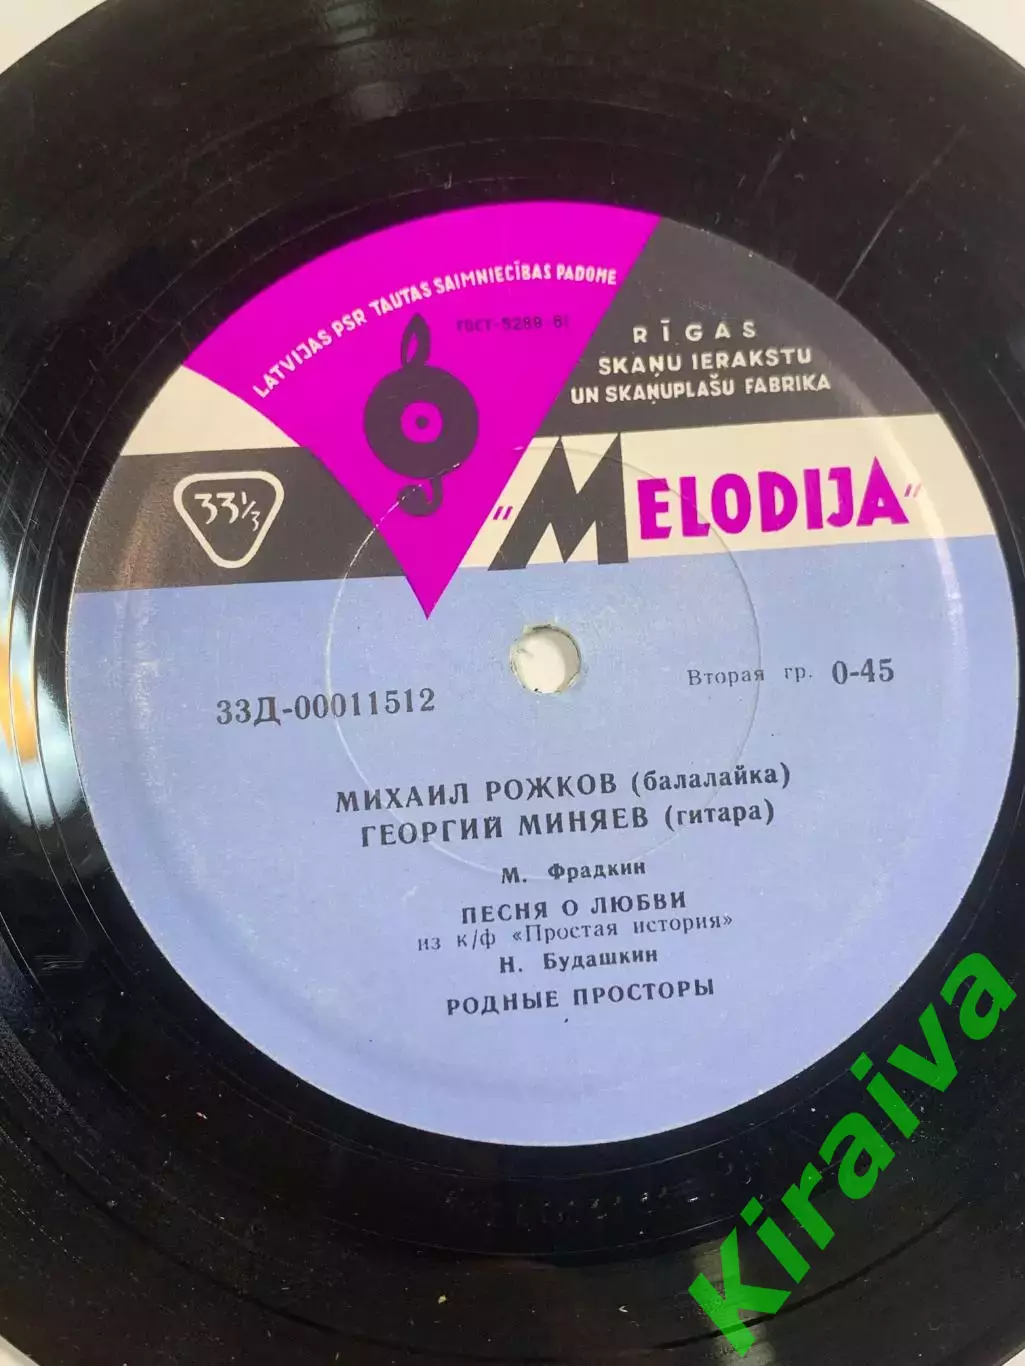 LATVIJAS PSR TAUTAS SAIMNIECĪBAS PADOME
ГОСТ-5289-61
RĪGAS
SKAŅU IERAKSTU
UN SKAŅUPLAŠU FABRIKA
33⅓
"MELODIJA"
33Д-00011512
Вторая гр. 0-45
МИХАИЛ РОЖКОВ (балалайка)
ГЕОРГИЙ МИНЯЕВ (гитара)
М. Фрадкин
ПЕСНЯ О ЛЮБВИ
из к/ф «Простая история»
Н. Будашкин
РОДНЫЕ ПРОСТОРЫ
Kiraiva